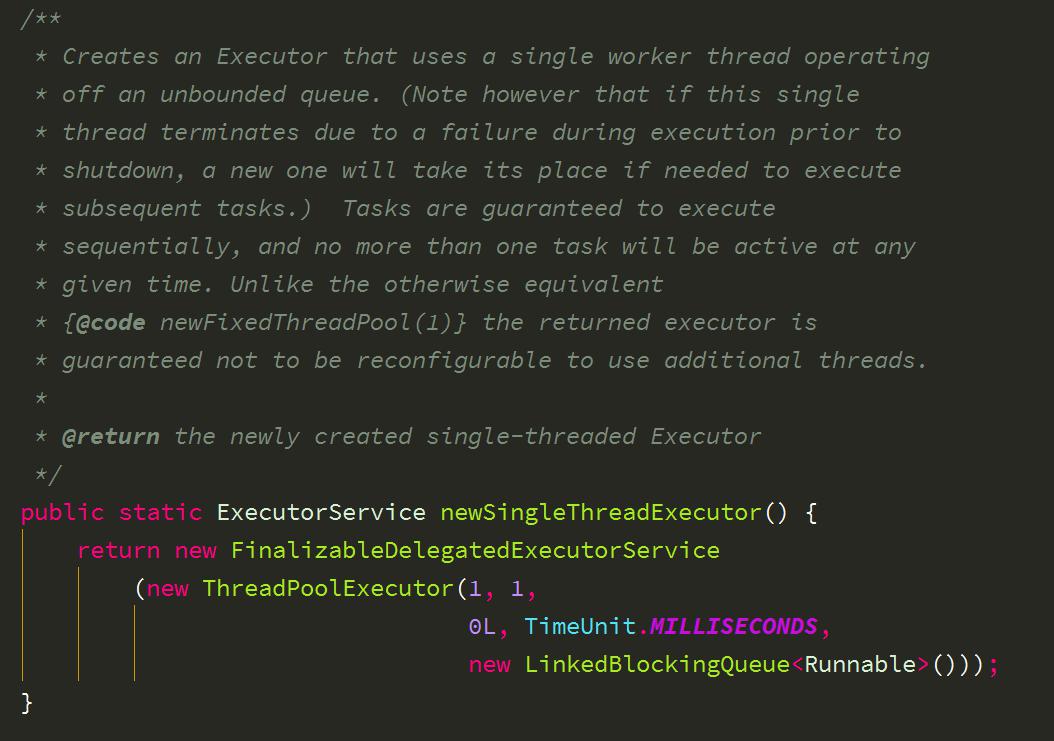 /**
 * Creates an Executor that uses a single worker thread operating
 * off an unbounded queue. (Note however that if this single
 * thread terminates due to a failure during execution prior to
 * shutdown, a new one will take its place if needed to execute
 * subsequent tasks.)  Tasks are guaranteed to execute
 * sequentially, and no more than one task will be active at any
 * given time. Unlike the otherwise equivalent
 * {@code newFixedThreadPool(1)} the returned executor is
 * guaranteed not to be reconfigurable to use additional threads.
 *
 * @return the newly created single-threaded Executor
 */
public static ExecutorService newSingleThreadExecutor() {
    return new FinalizableDelegatedExecutorService
        (new ThreadPoolExecutor(1, 1,
                                0L, TimeUnit.MILLISECONDS,
                                new LinkedBlockingQueue<Runnable>()));
}